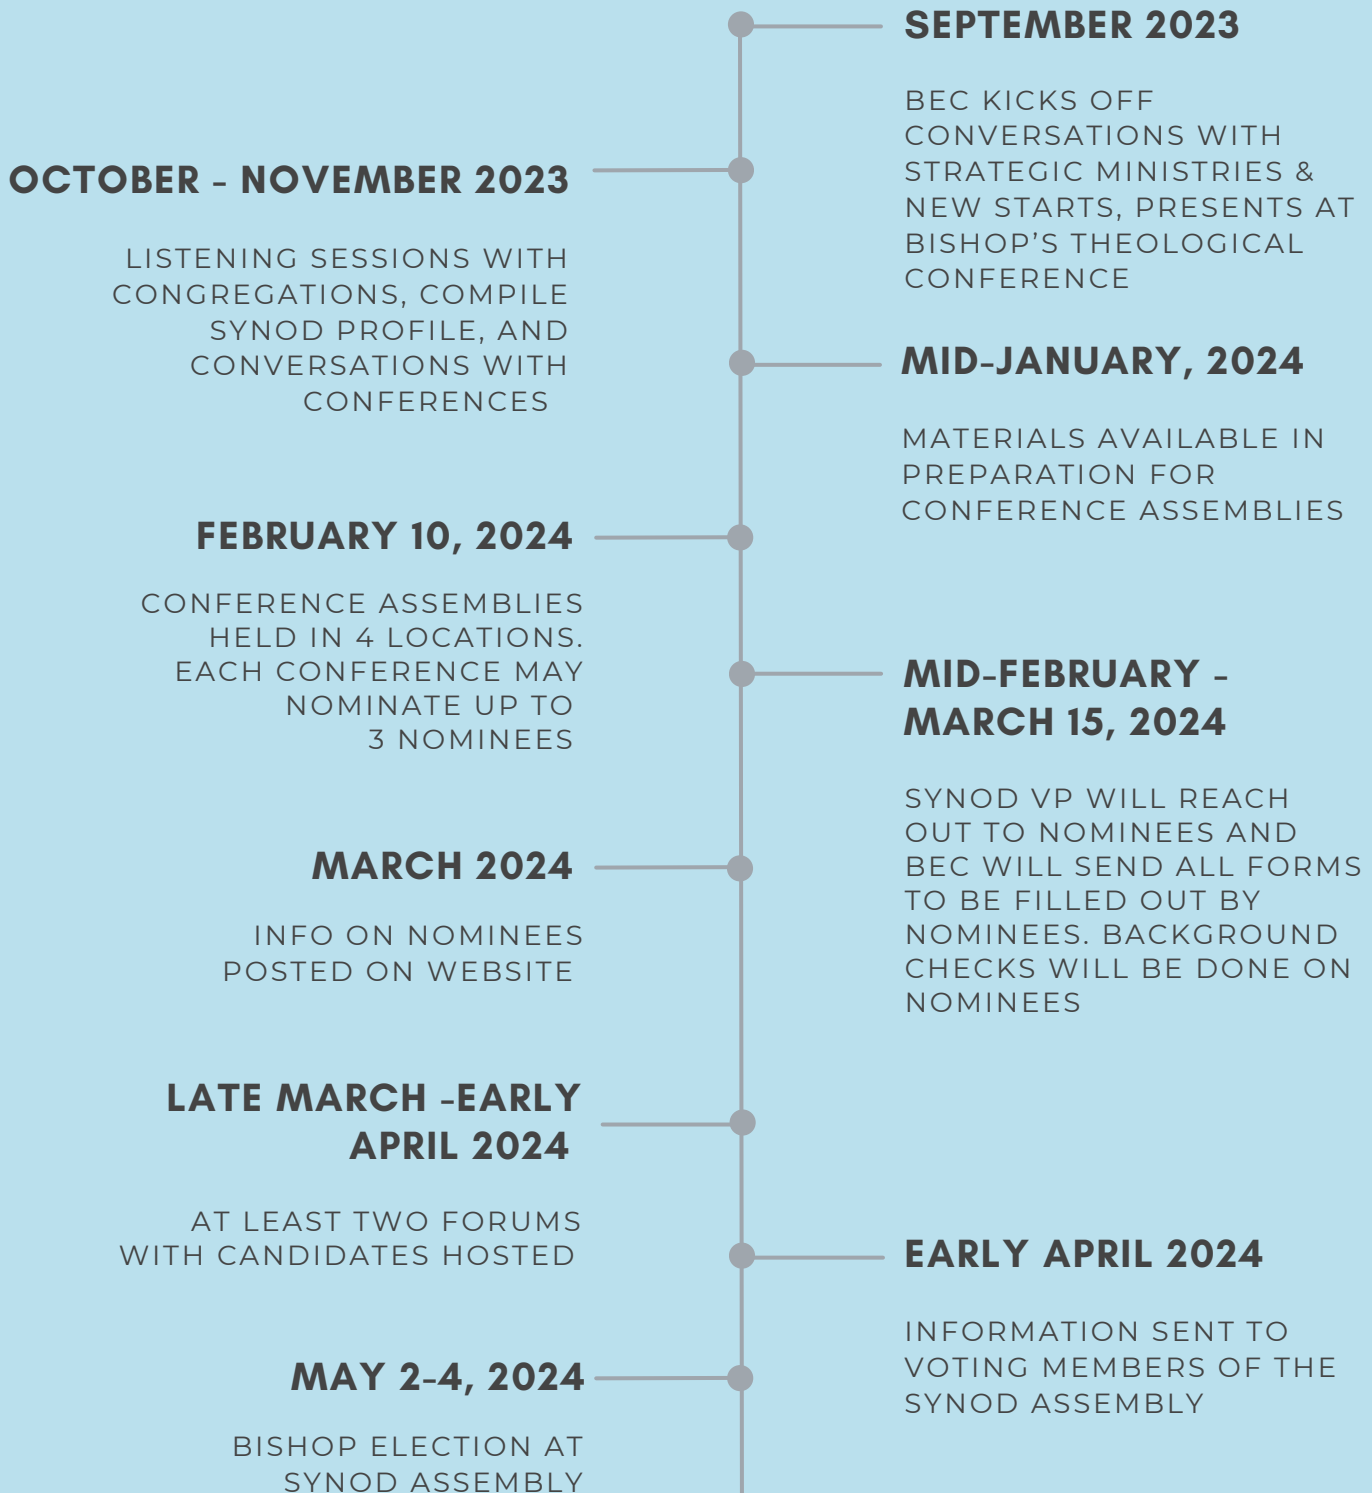 SEPTEMBER 2023
BEC KICKS OFF
CONVERSATIONS WITH
STRATEGIC MINISTRIES &
NEW STARTS, PRESENTS AT
BISHOP'S THEOLOGICAL
CONFERENCE
OCTOBER - NOVEMBER 2023
LISTENING SESSIONS WITH
CONGREGATIONS, COMPILE
SYNOD PROFILE, AND
CONVERSATIONS WITH
CONFERENCES
MID-JANUARY, 2024
MATERIALS AVAILABLE IN
PREPARATION FOR
CONFERENCE ASSEMBLIES
FEBRUARY 10, 2024
CONFERENCE ASSEMBLIES
HELD IN 4 LOCATIONS.
EACH CONFERENCE MAY
NOMINATE UP TO
3 NOMINEES
MID-FEBRUARY -
MARCH 15, 2024
SYNOD VP WILL REACH
OUT TO NOMINEES AND
BEC WILL SEND ALL FORMS
TO BE FILLED OUT BY
NOMINEES. BACKGROUND
CHECKS WILL BE DONE ON
NOMINEES
MARCH 2024
INFO ON NOMINEES
POSTED ON WEBSITE
LATE MARCH -EARLY
APRIL 2024
AT LEAST TWO FORUMS
WITH CANDIDATES HOSTED
EARLY APRIL 2024
INFORMATION SENT TO
VOTING MEMBERS OF THE
SYNOD ASSEMBLY
MAY 2-4, 2024
BISHOP ELECTION AT
SYNOD ASSEMBLY